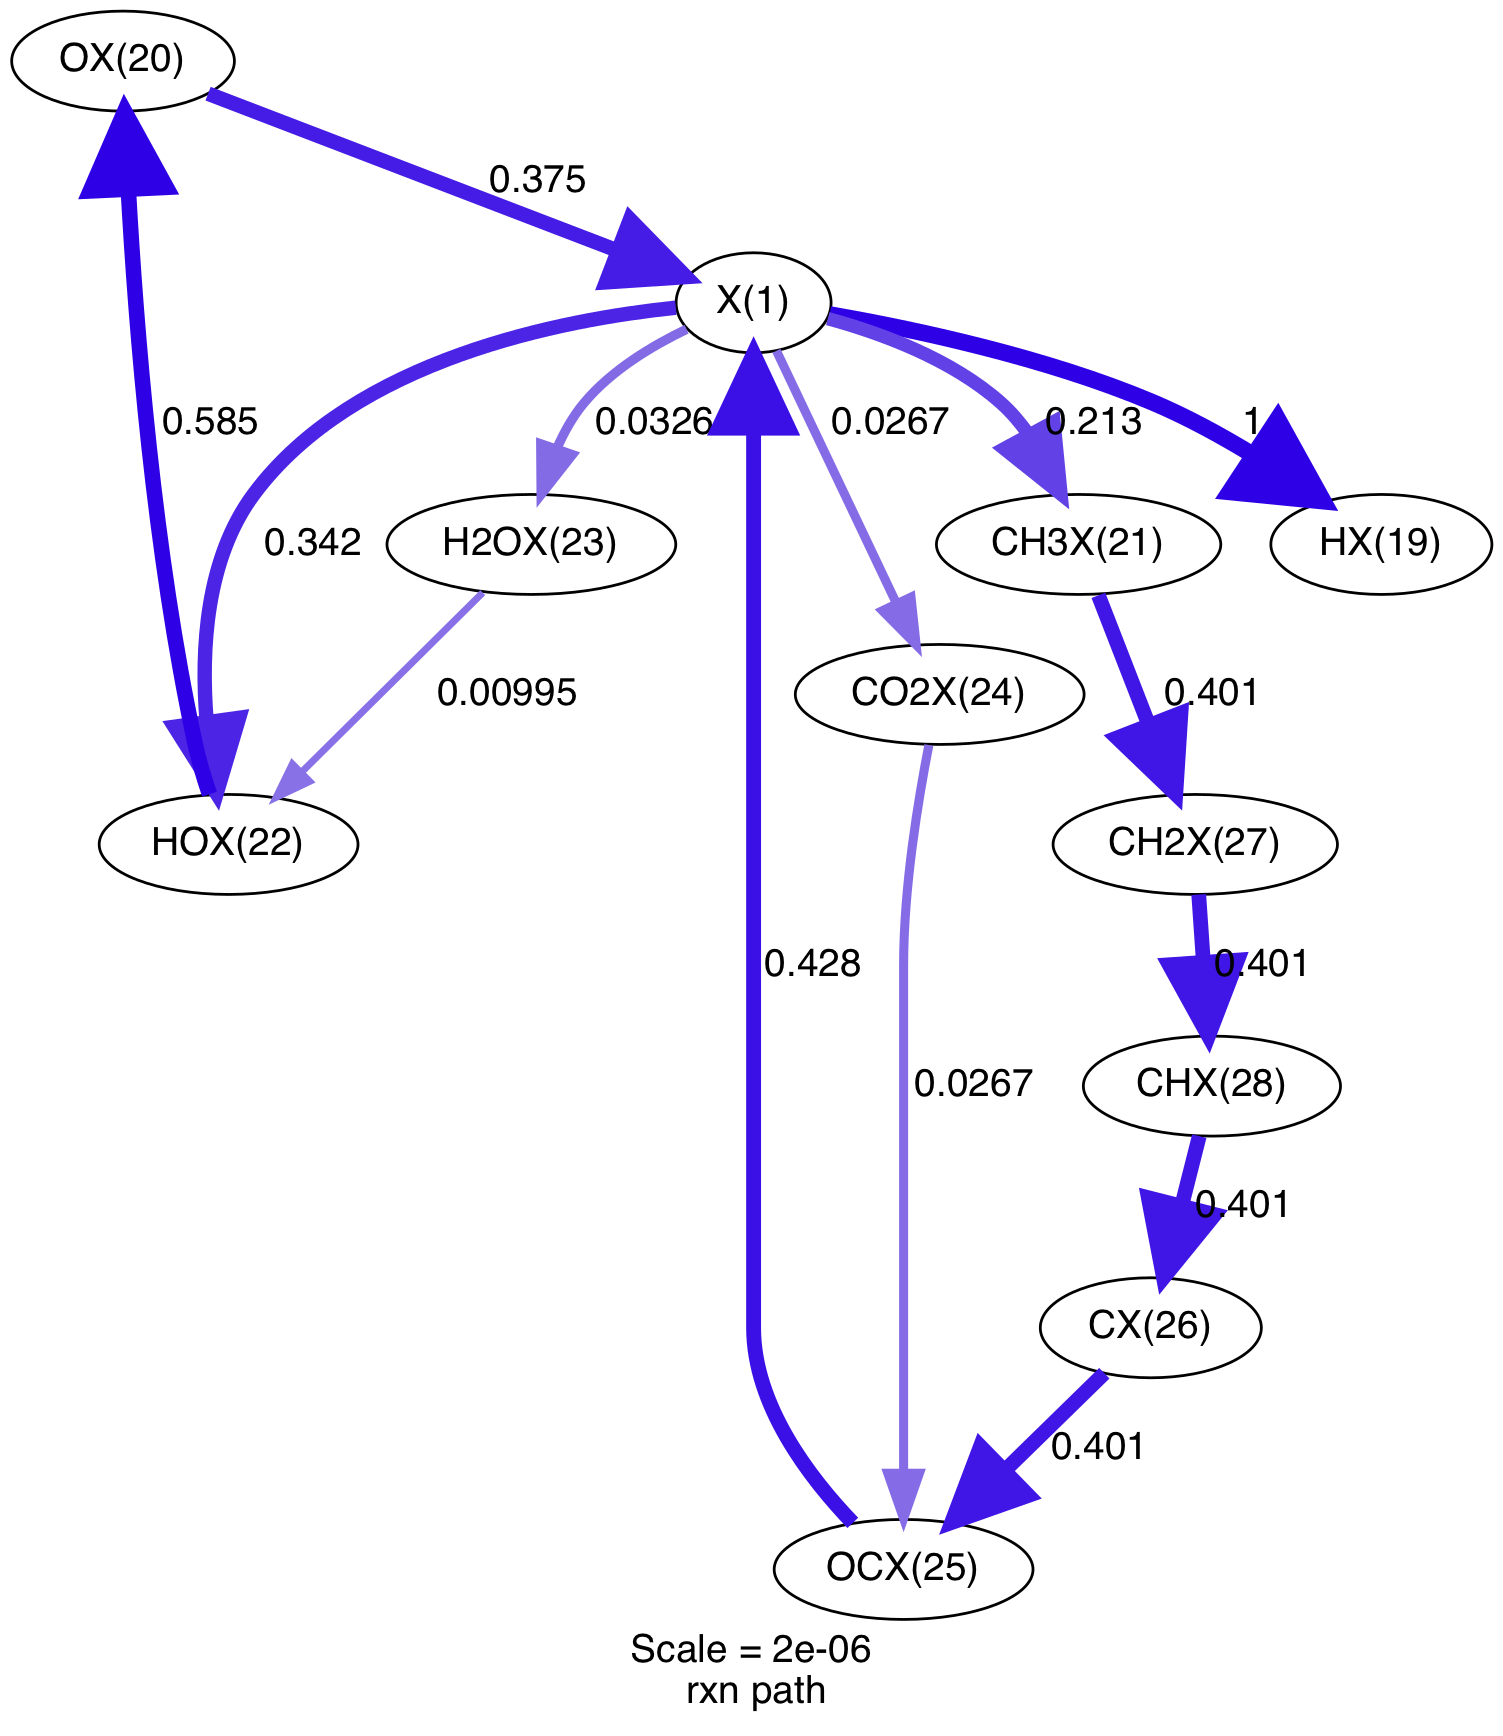 OX(20)
0.375
X(1)
0.585
0.0326
0.0267
0.213
1
0.342
H2OX(23)
CH3X(21)
HX(19)
0.00995
CO2X(24)
0.401
HOX(22)
CH2X(27)
0.428
0.401
0.0267
CHX(28)
0.401
CX(26)
0.401
OCX(25)
Scale = 2e-06
rxn path